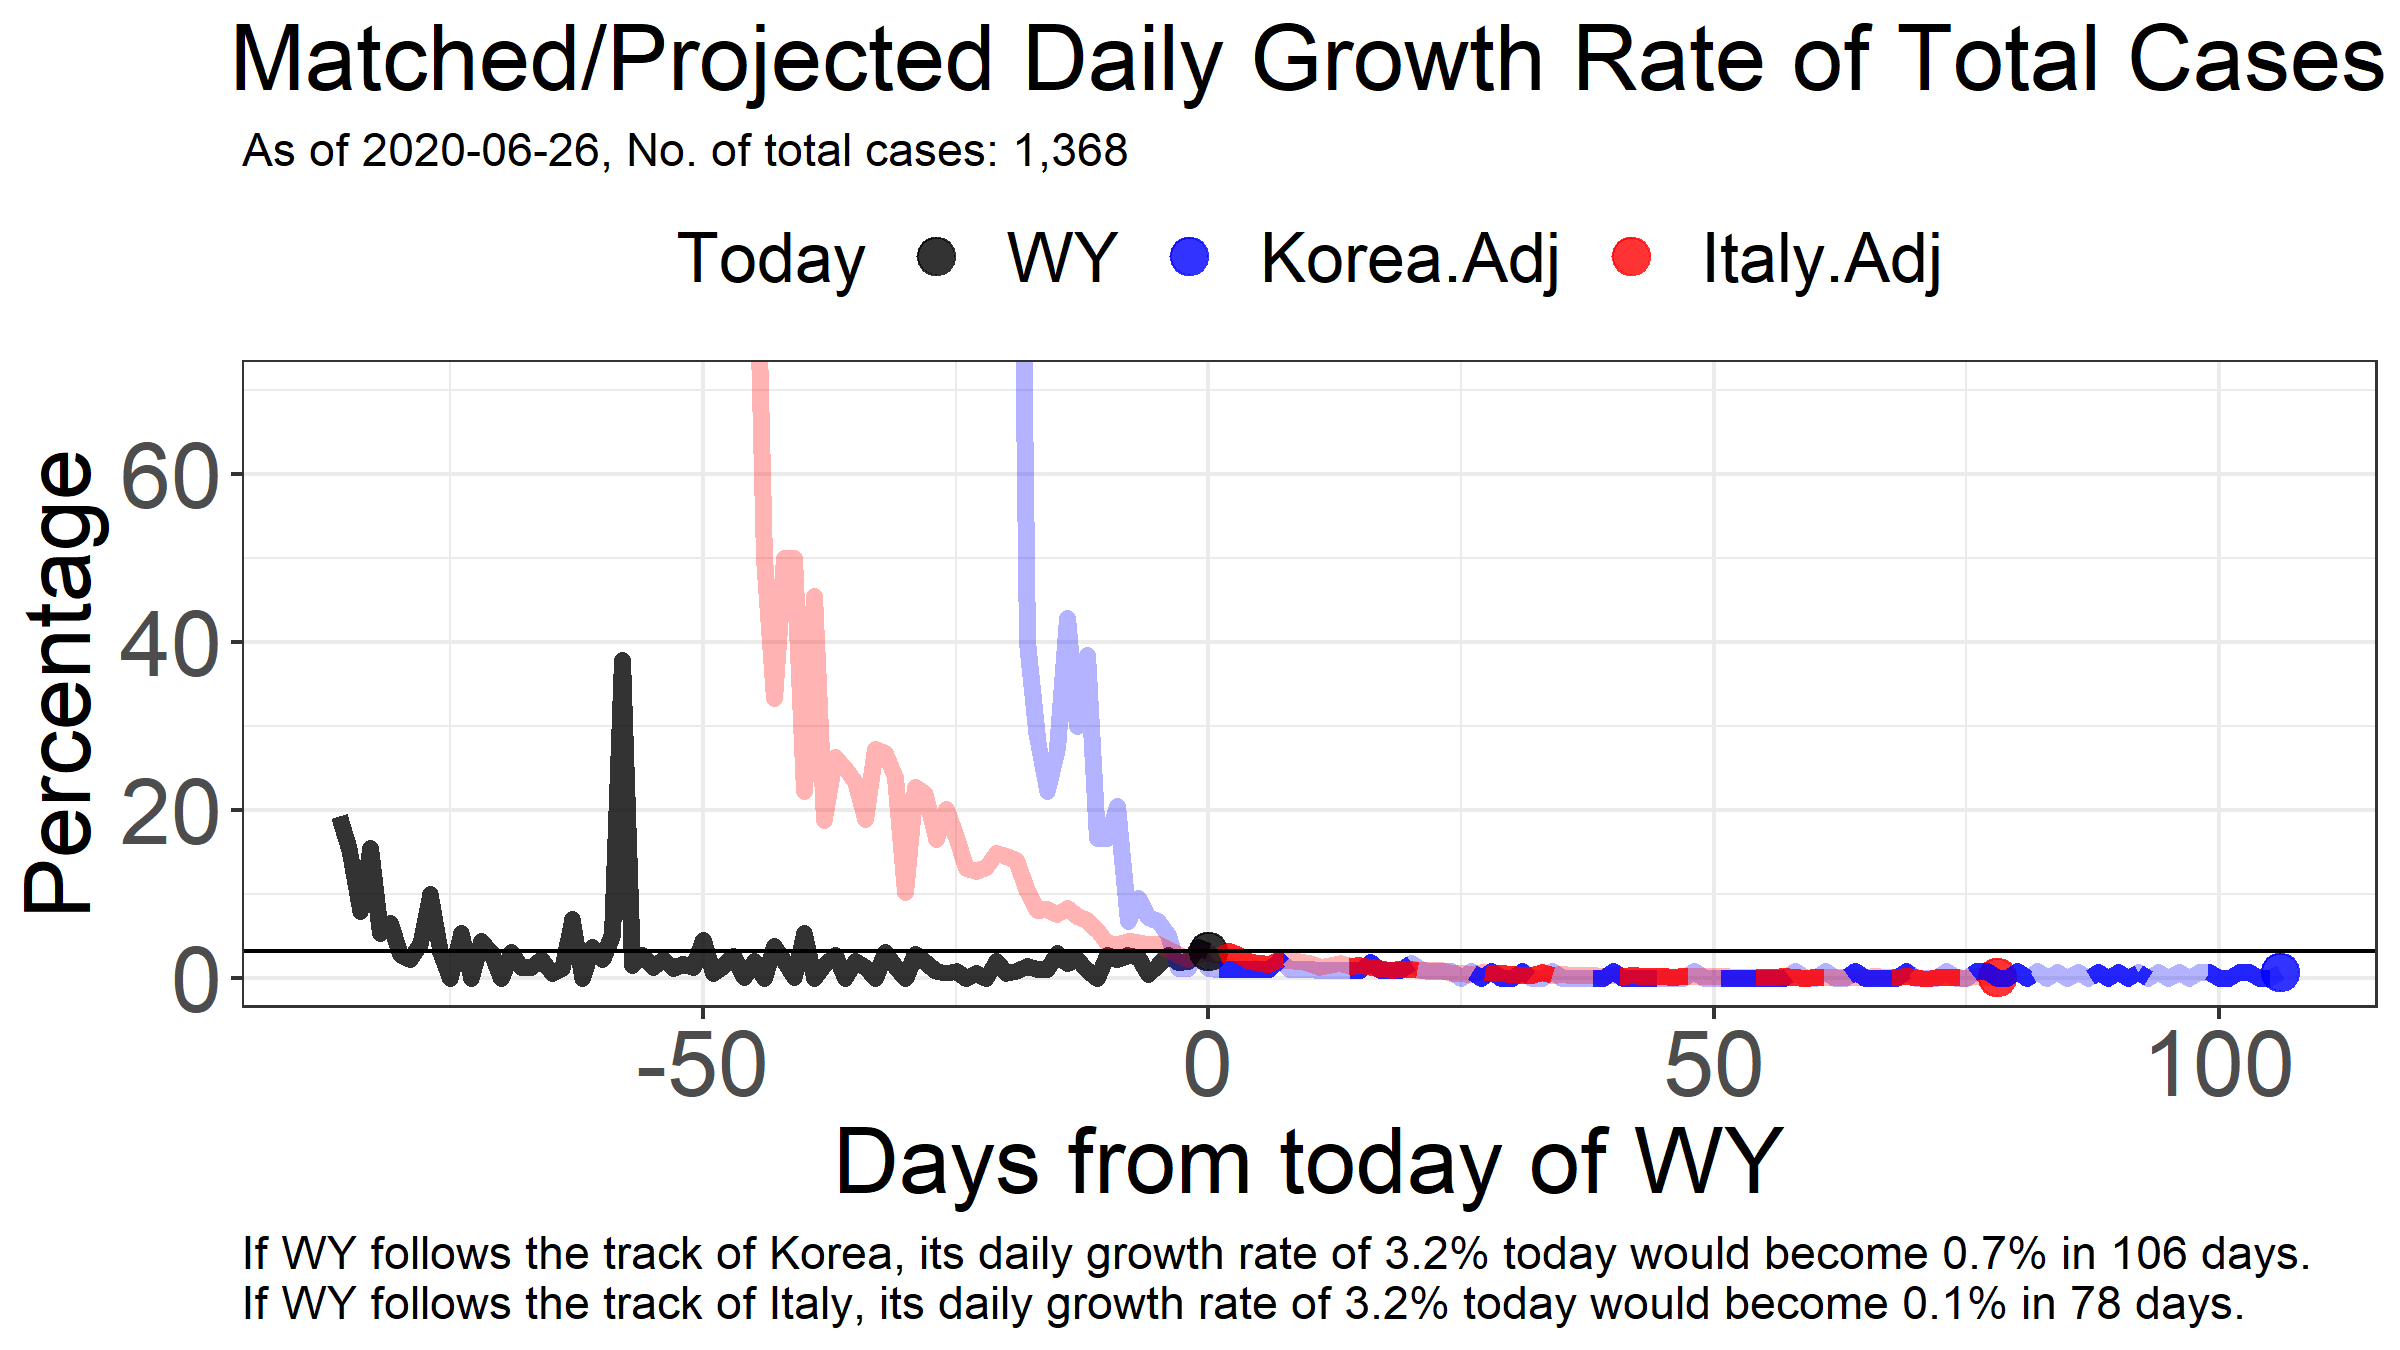 Matched/Projected Daily Growth Rate of Total Cases
As of 2020-06-26, No. of total cases: 1,368
Today WY Korea.Adj Italy.Adj
Percentage
60
40
20
0
-50 0 50 100
Days from today of WY
If WY follows the track of Korea, its daily growth rate of 3.2% today would become 0.7% in 106 days.
If WY follows the track of Italy, its daily growth rate of 3.2% today would become 0.1% in 78 days.